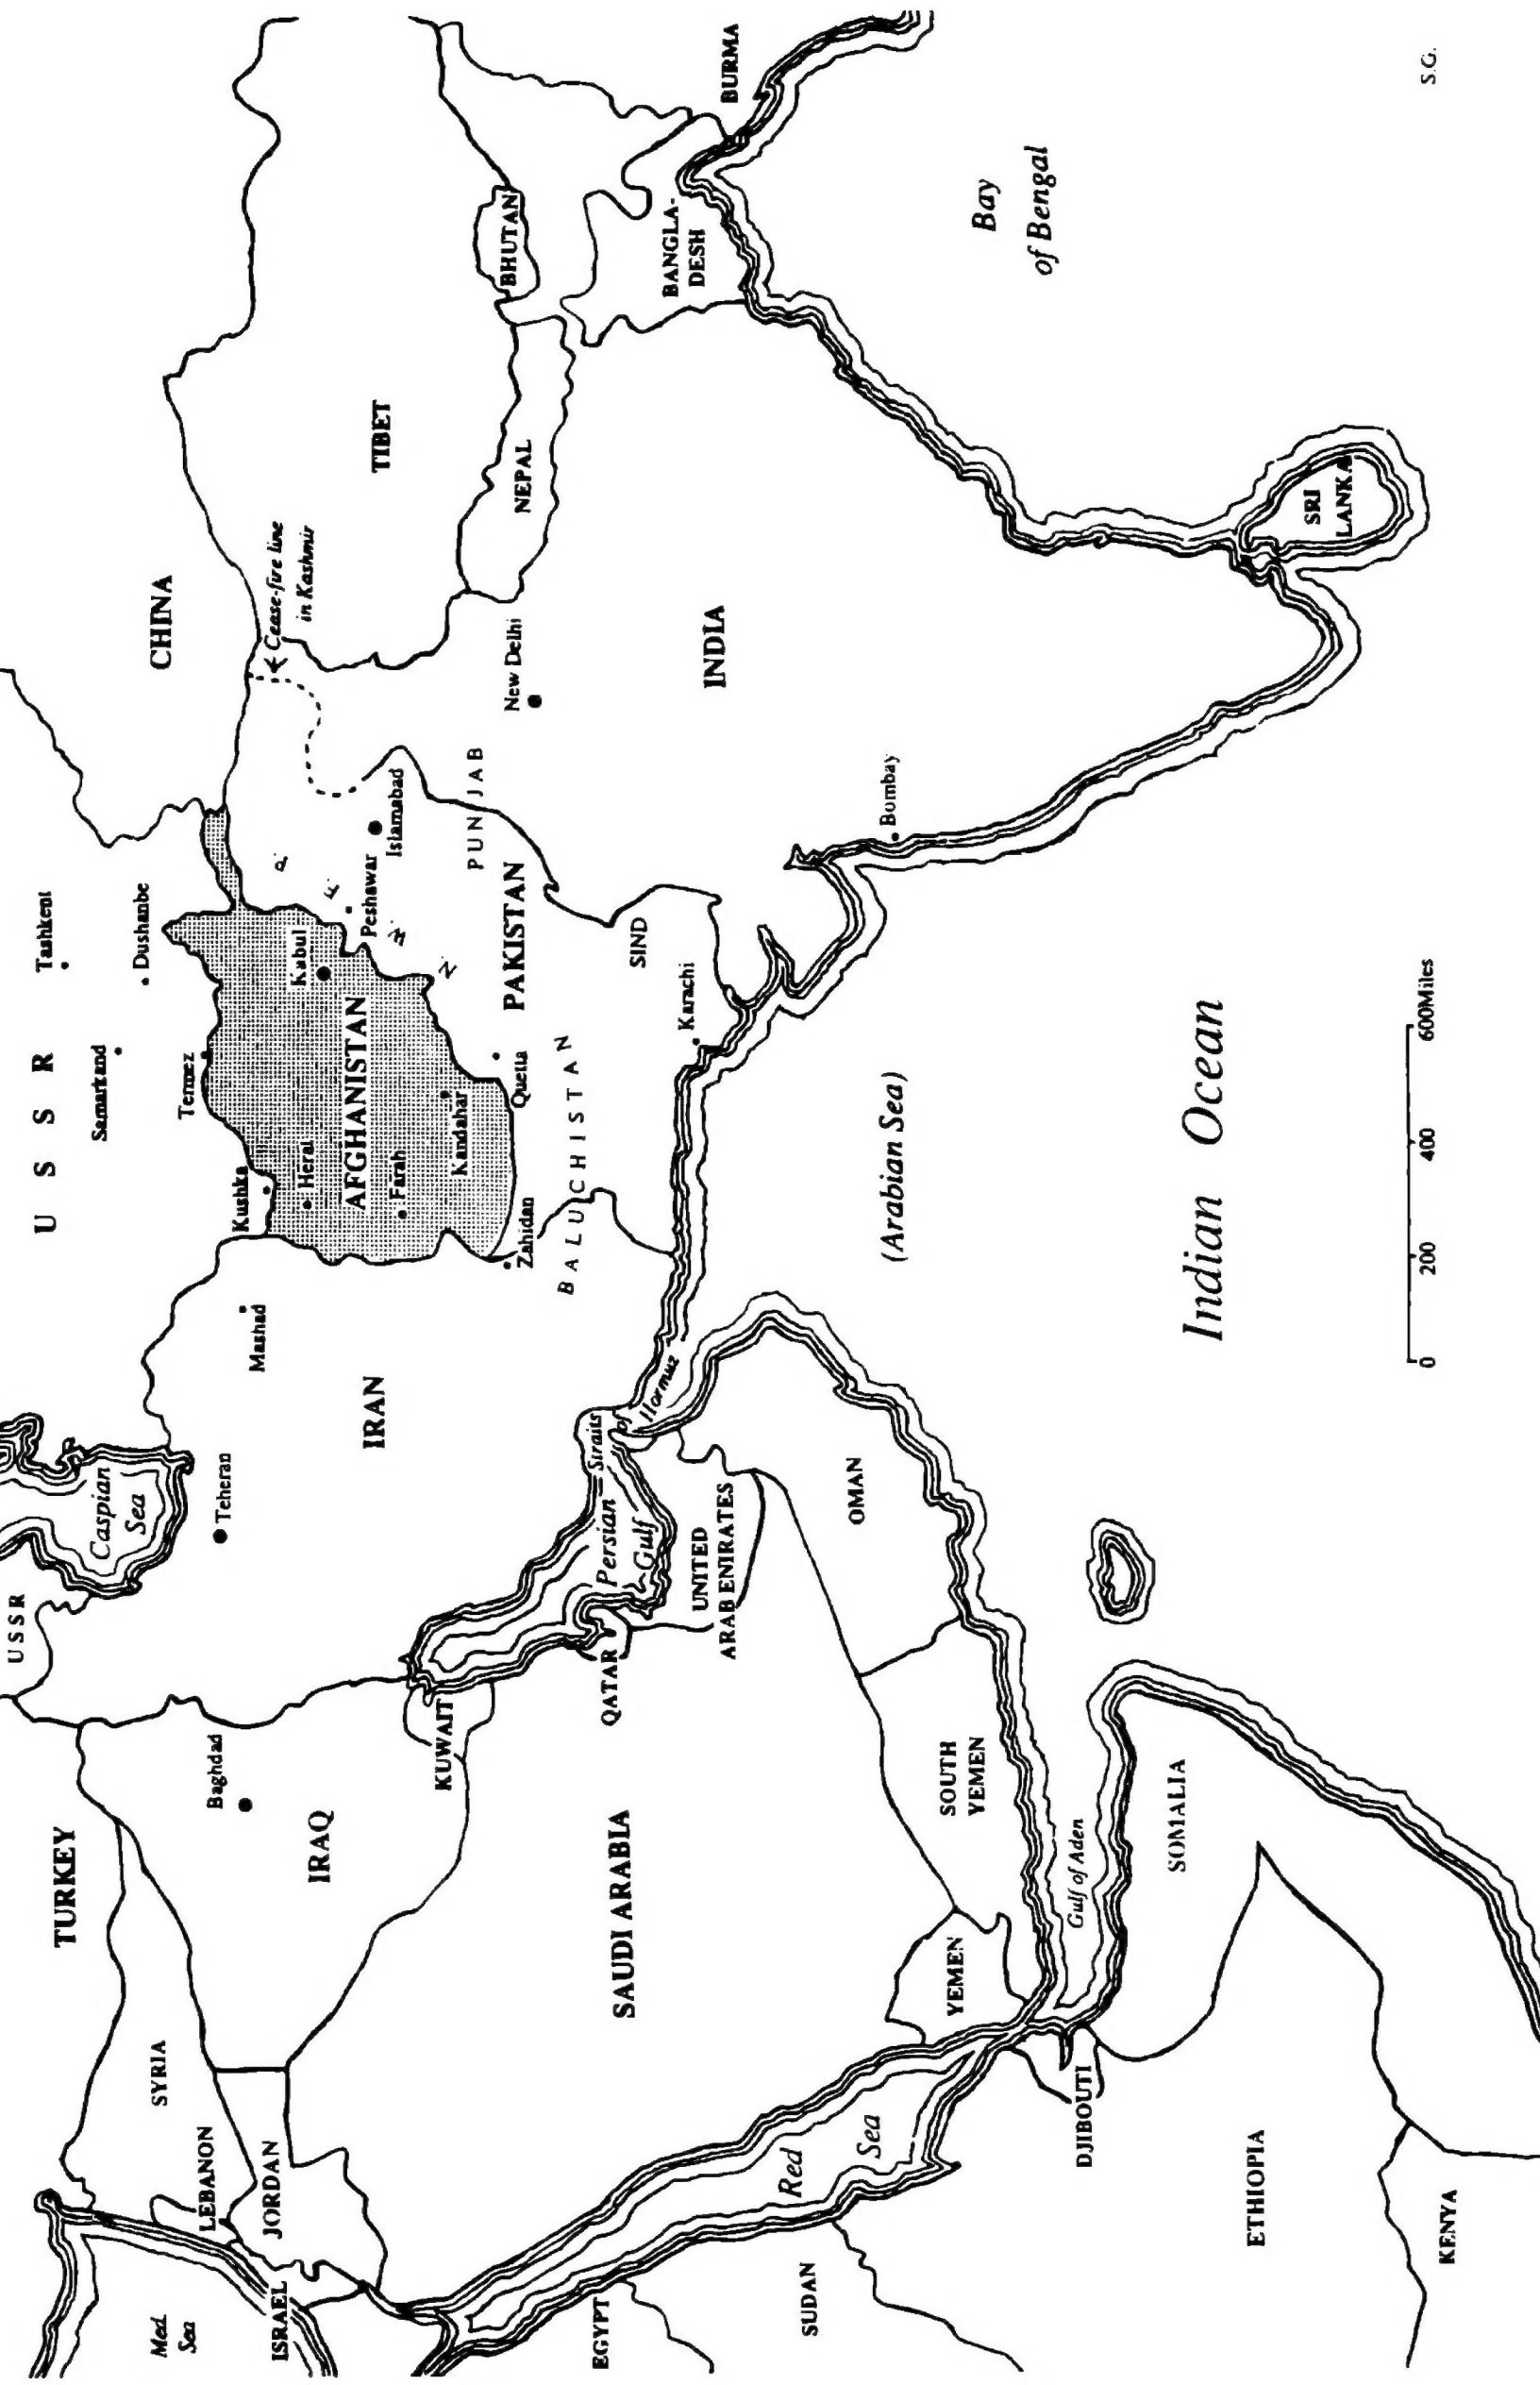 Med.
Sea
TURKEY
SYRIA
LEBANON
ISRAEL
JORDAN
IRAQ
Baghdad
USSR
Caspian
Sea
Teheran
IRAN
Mashad
U S S R
Tashkent
Samarkand
Dushanbe
Termez
Kushka
Herat
Kabul
AFGHANISTAN
Farah
Kandahar
Zahidan
Quetta
BALUCHISTAN
N. W. F. P.
Peshawar
Islamabad
PUNJAB
PAKISTAN
SIND
Karachi
CHINA
Cease-fire line
in Kashmir
TIBET
NEPAL
BHUTAN
New Delhi
INDIA
Bombay
BANGLA-
DESH
BURMA
Bay
of Bengal
SRI
LANKA
KUWAIT
QATAR
Persian
Gulf
Straits
of
Hormuz
UNITED
ARAB ENIRATES
SAUDI ARABIA
OMAN
SOUTH
YEMEN
YEMEN
Gulf of Aden
Red
Sea
EGYPT
SUDAN
DJIBOUTI
ETHIOPIA
SOMALIA
KENYA
(Arabian Sea)
Indian Ocean
0 200 400 600Miles
S.G.